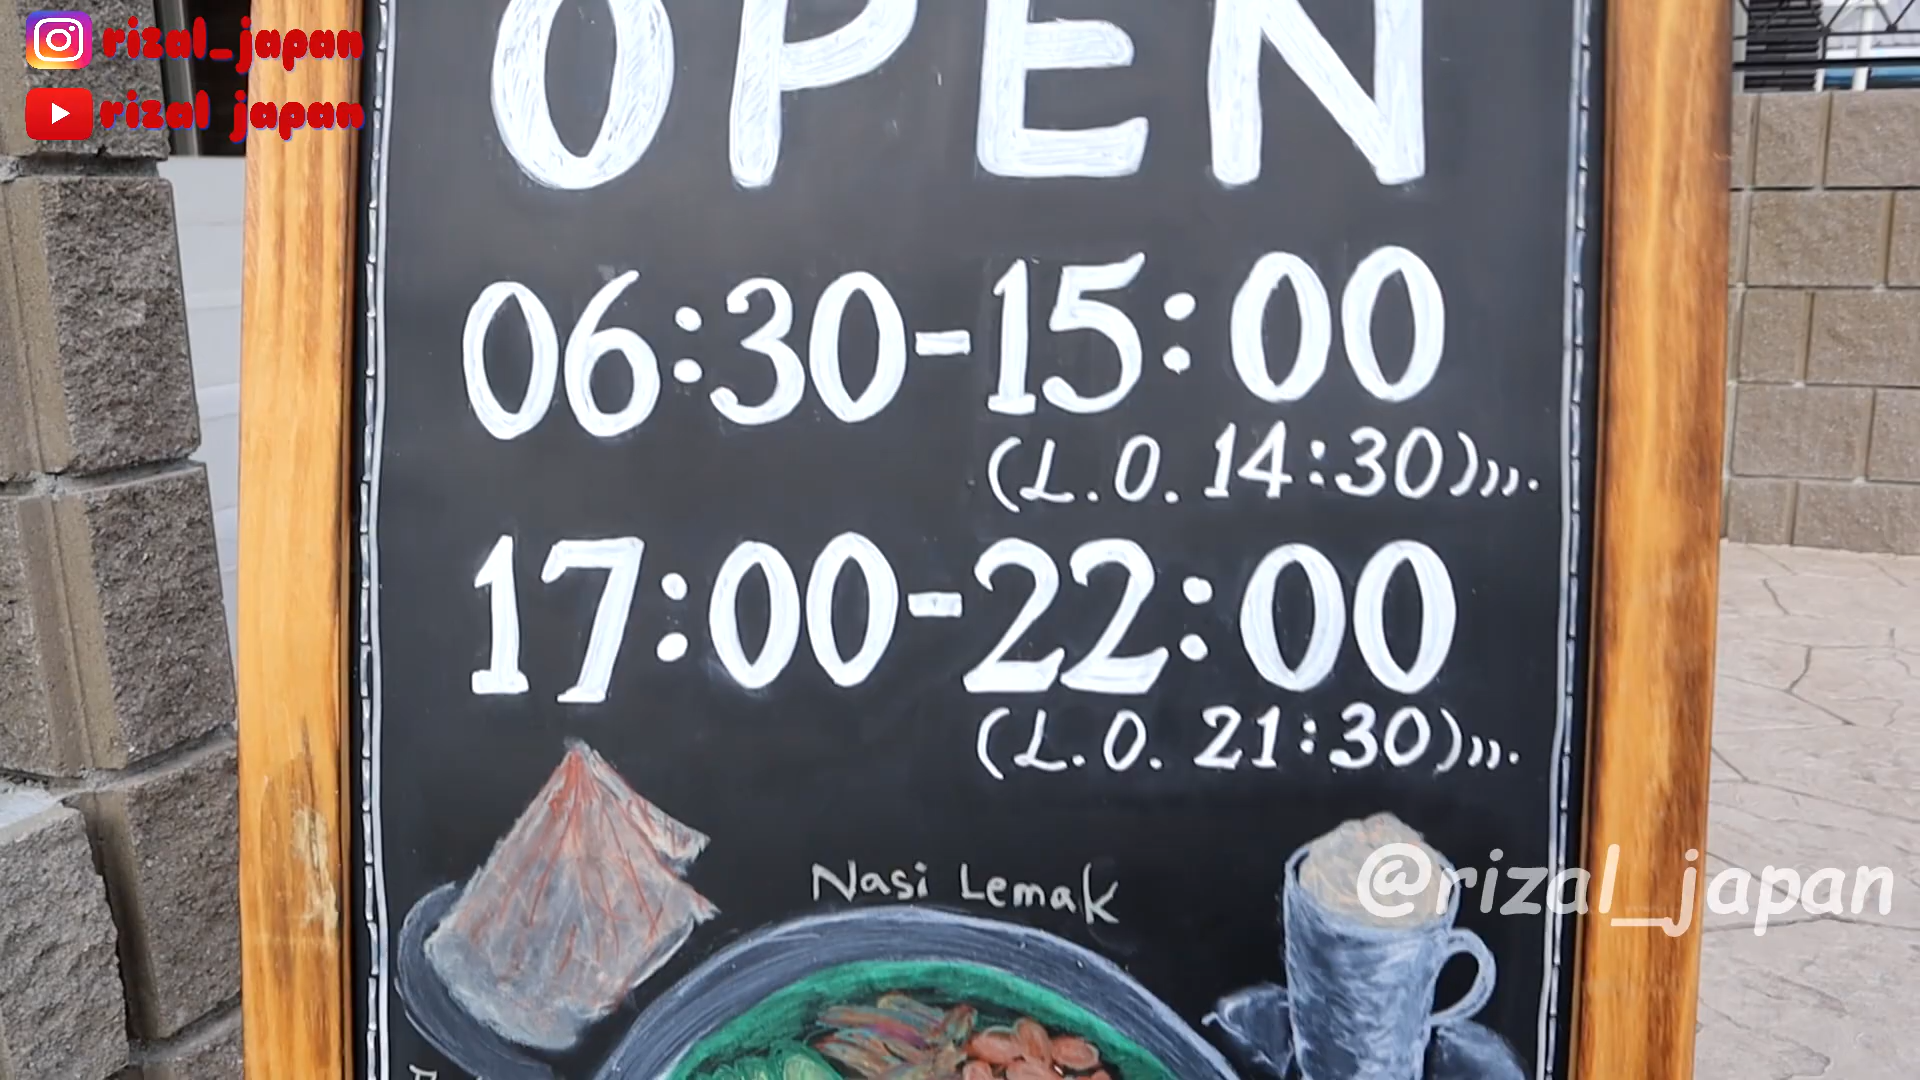 rizal_japan
rizal japan
OPEN
06:30-15:00
(L.O. 14:30)
17:00-22:00
(L.O. 21:30)
Nasi Lemak
@rizal_japan